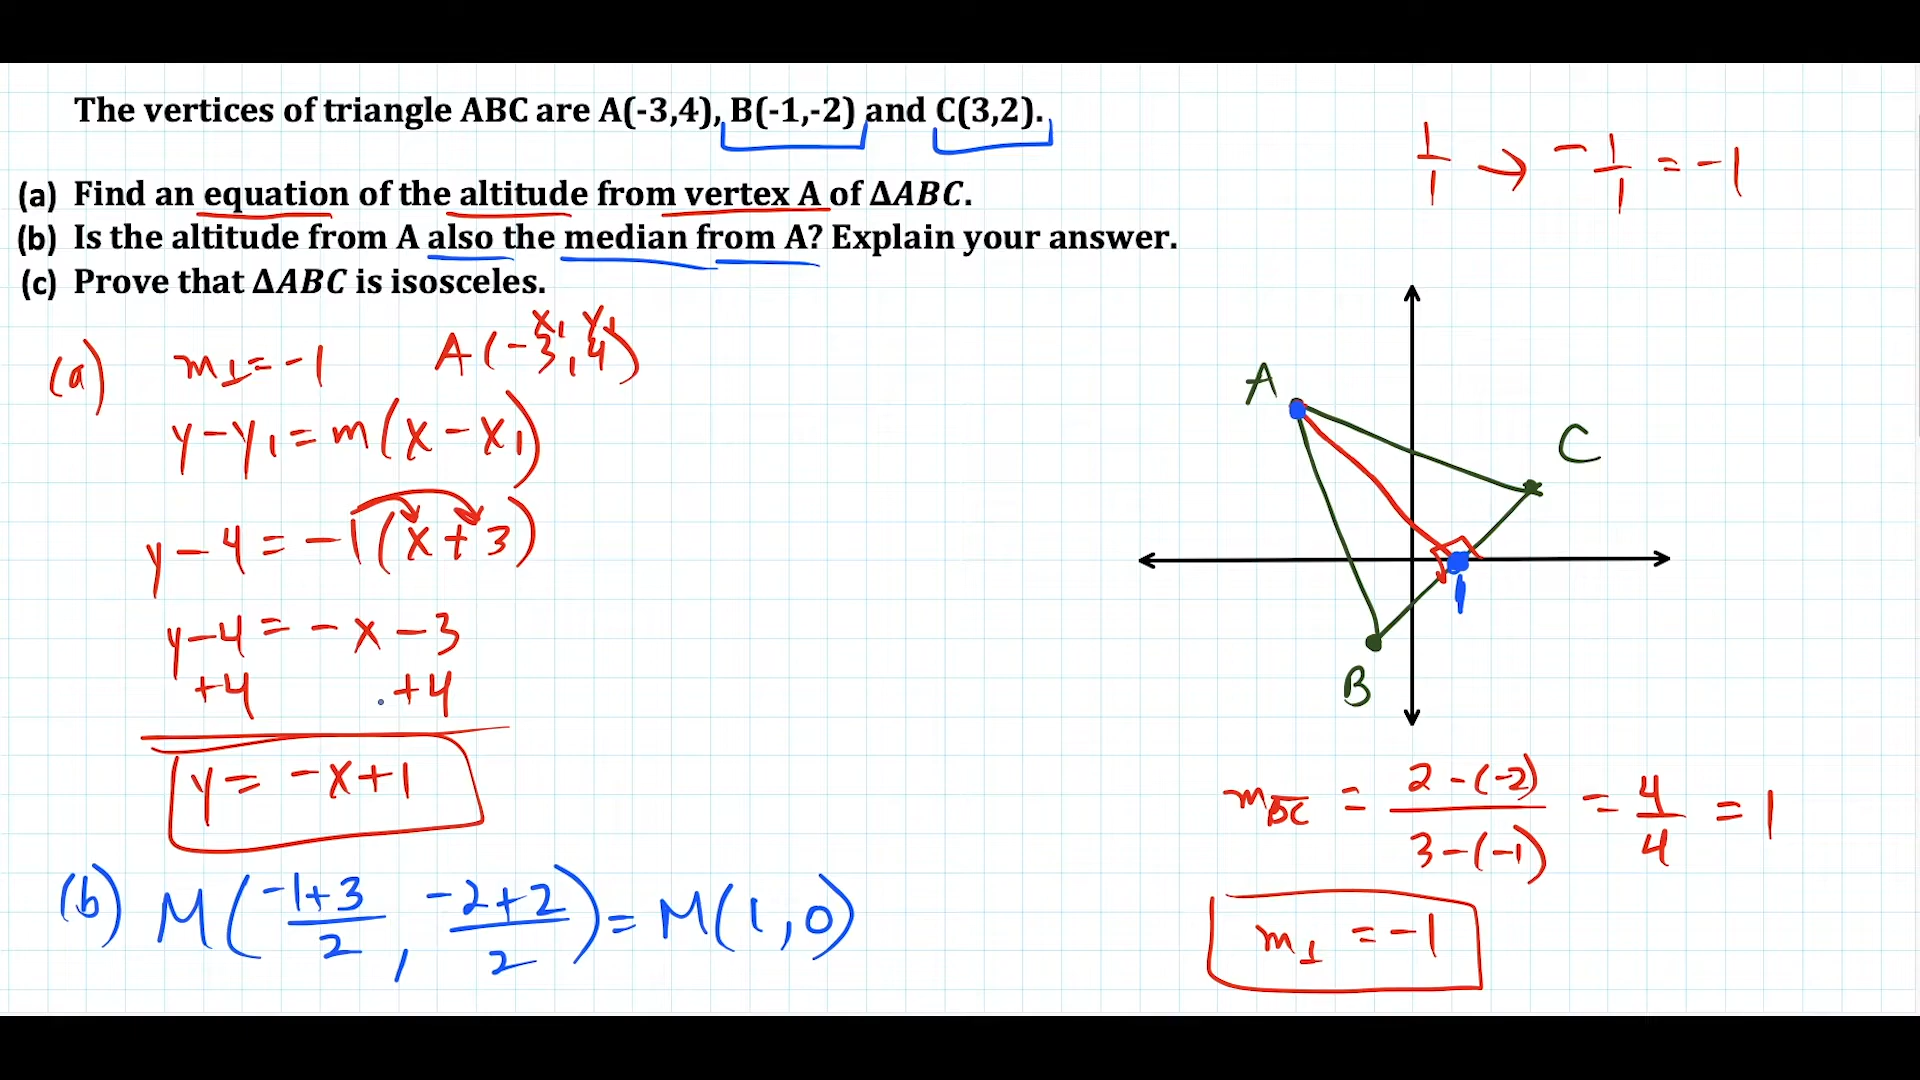 The vertices of triangle ABC are A(-3,4), B(-1,-2) and C(3,2).
(a) Find an equation of the altitude from vertex A of ΔABC.
(b) Is the altitude from A also the median from A? Explain your answer.
(c) Prove that ΔABC is isosceles.
1/1 → -1/1 = -1
(a) m⊥ = -1 A(-3, 4)
x₁ y₁
y - y₁ = m(x - x₁)
y - 4 = -1(x + 3)
y - 4 = -x - 3
+4 +4
y = -x + 1
(b) M((-1+3)/2, (-2+2)/2) = M(1, 0)
A
C
B
1
m BC = (2-(-2))/(3-(-1)) = 4/4 = 1
m⊥ = -1